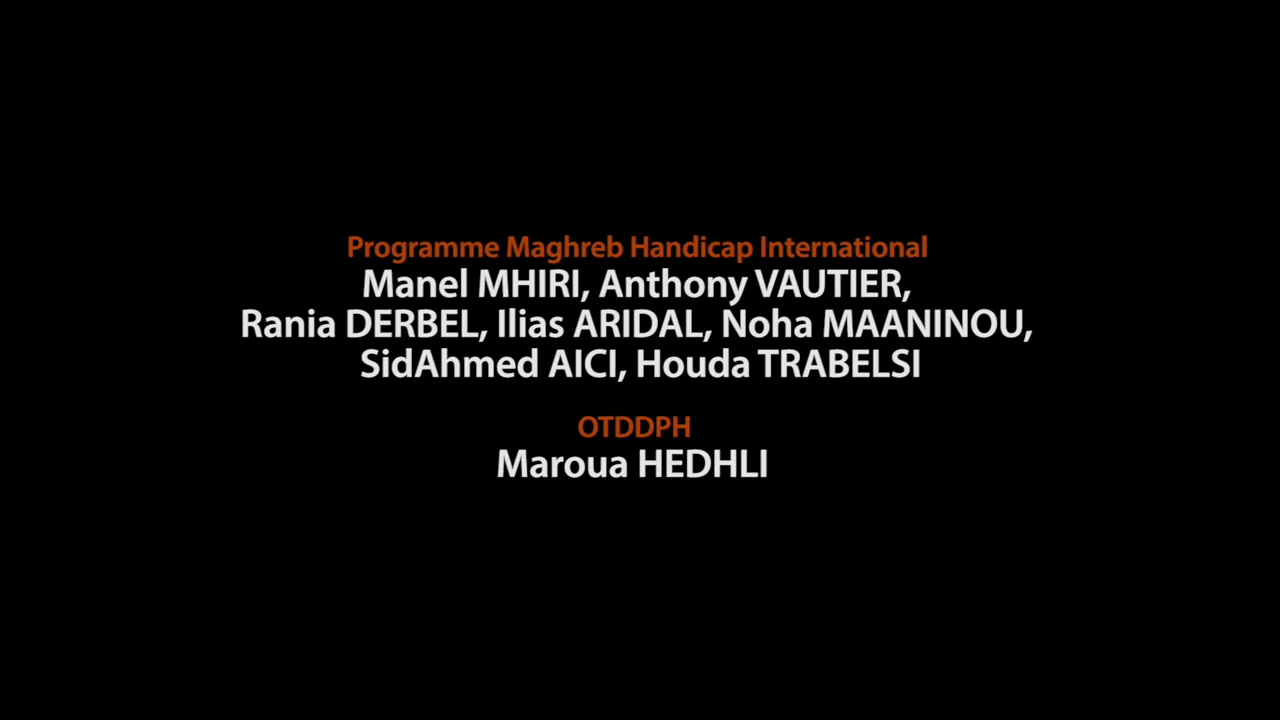 Programme Maghreb Handicap International
Manel MHIRI, Anthony VAUTIER,
Rania DERBEL, Ilias ARIDAL, Noha MAANINOU,
SidAhmed AICI, Houda TRABELSI
OTDDPH
Maroua HEDHLI